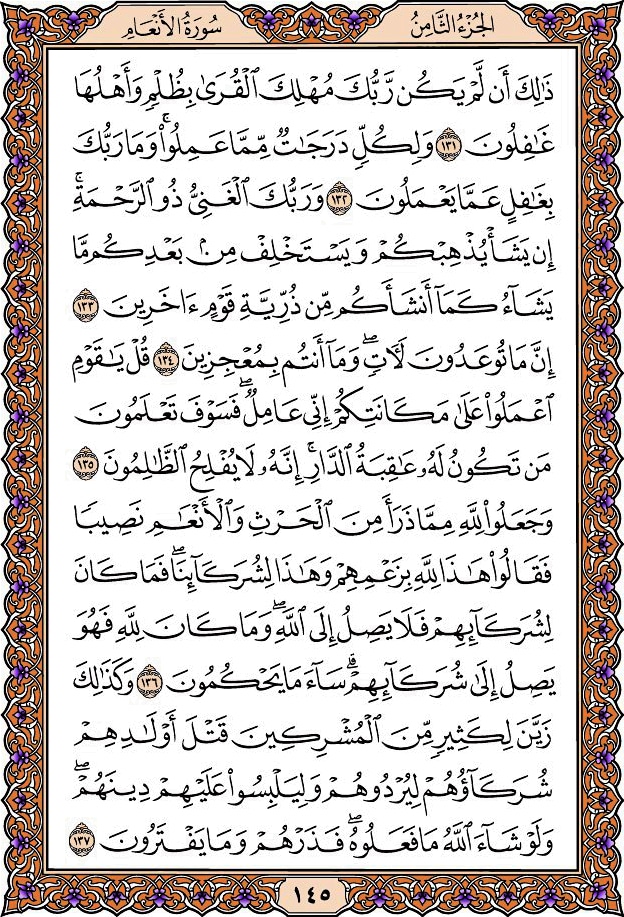 الجُزْءُ الثَّامِنُ
سُورَةُ الأَنْعَام
ذَٰلِكَ أَن لَّمْ يَكُن رَّبُّكَ مُهْلِكَ ٱلْقُرَىٰ بِظُلْمٍ وَأَهْلُهَا
غَٰفِلُونَ ١٣١ وَلِكُلٍّ دَرَجَٰتٌ مِّمَّا عَمِلُوا۟ ۚ وَمَا رَبُّكَ
بِغَٰفِلٍ عَمَّا يَعْمَلُونَ ١٣٢ وَرَبُّكَ ٱلْغَنِىُّ ذُو ٱلرَّحْمَةِ ۚ
إِن يَشَأْ يُذْهِبْكُمْ وَيَسْتَخْلِفْ مِنۢ بَعْدِكُم مَّا
يَشَآءُ كَمَآ أَنشَأَكُم مِّن ذُرِّيَّةِ قَوْمٍ ءَاخَرِينَ ١٣٣
إِنَّ مَا تُوعَدُونَ لَءَاتٍ ۖ وَمَآ أَنتُم بِمُعْجِزِينَ ١٣٤ قُلْ يَٰقَوْمِ
ٱعْمَلُوا۟ عَلَىٰ مَكَانَتِكُمْ إِنِّى عَامِلٌ ۖ فَسَوْفَ تَعْلَمُونَ
مَن تَكُونُ لَهُۥ عَٰقِبَةُ ٱلدَّارِ ۗ إِنَّهُۥ لَا يُفْلِحُ ٱلظَّٰلِمُونَ ١٣٥
وَجَعَلُوا۟ لِلَّهِ مِمَّا ذَرَأَ مِنَ ٱلْحَرْثِ وَٱلْأَنْعَٰمِ نَصِيبًا
فَقَالُوا۟ هَٰذَا لِلَّهِ بِزَعْمِهِمْ وَهَٰذَا لِشُرَكَآئِنَا ۖ فَمَا كَانَ
لِشُرَكَآئِهِمْ فَلَا يَصِلُ إِلَى ٱللَّهِ ۖ وَمَا كَانَ لِلَّهِ فَهُوَ
يَصِلُ إِلَىٰ شُرَكَآئِهِمْ ۗ سَآءَ مَا يَحْكُمُونَ ١٣٦ وَكَذَٰلِكَ
زَيَّنَ لِكَثِيرٍ مِّنَ ٱلْمُشْرِكِينَ قَتْلَ أَوْلَٰدِهِمْ
شُرَكَآؤُهُمْ لِيُرْدُوهُمْ وَلِيَلْبِسُوا۟ عَلَيْهِمْ دِينَهُمْ ۖ
وَلَوْ شَآءَ ٱللَّهُ مَا فَعَلُوهُ ۖ فَذَرْهُمْ وَمَا يَفْتَرُونَ ١٣٧
١٤٥